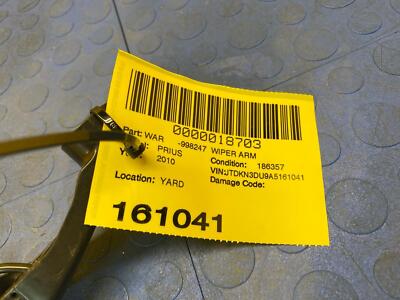 0000018703
Part: WAR -998247 WIPER ARM
PRIUS Condition: 186357
2010 VIN:JTDKN3DU9A5161041
Location: YARD Damage Code:
161041